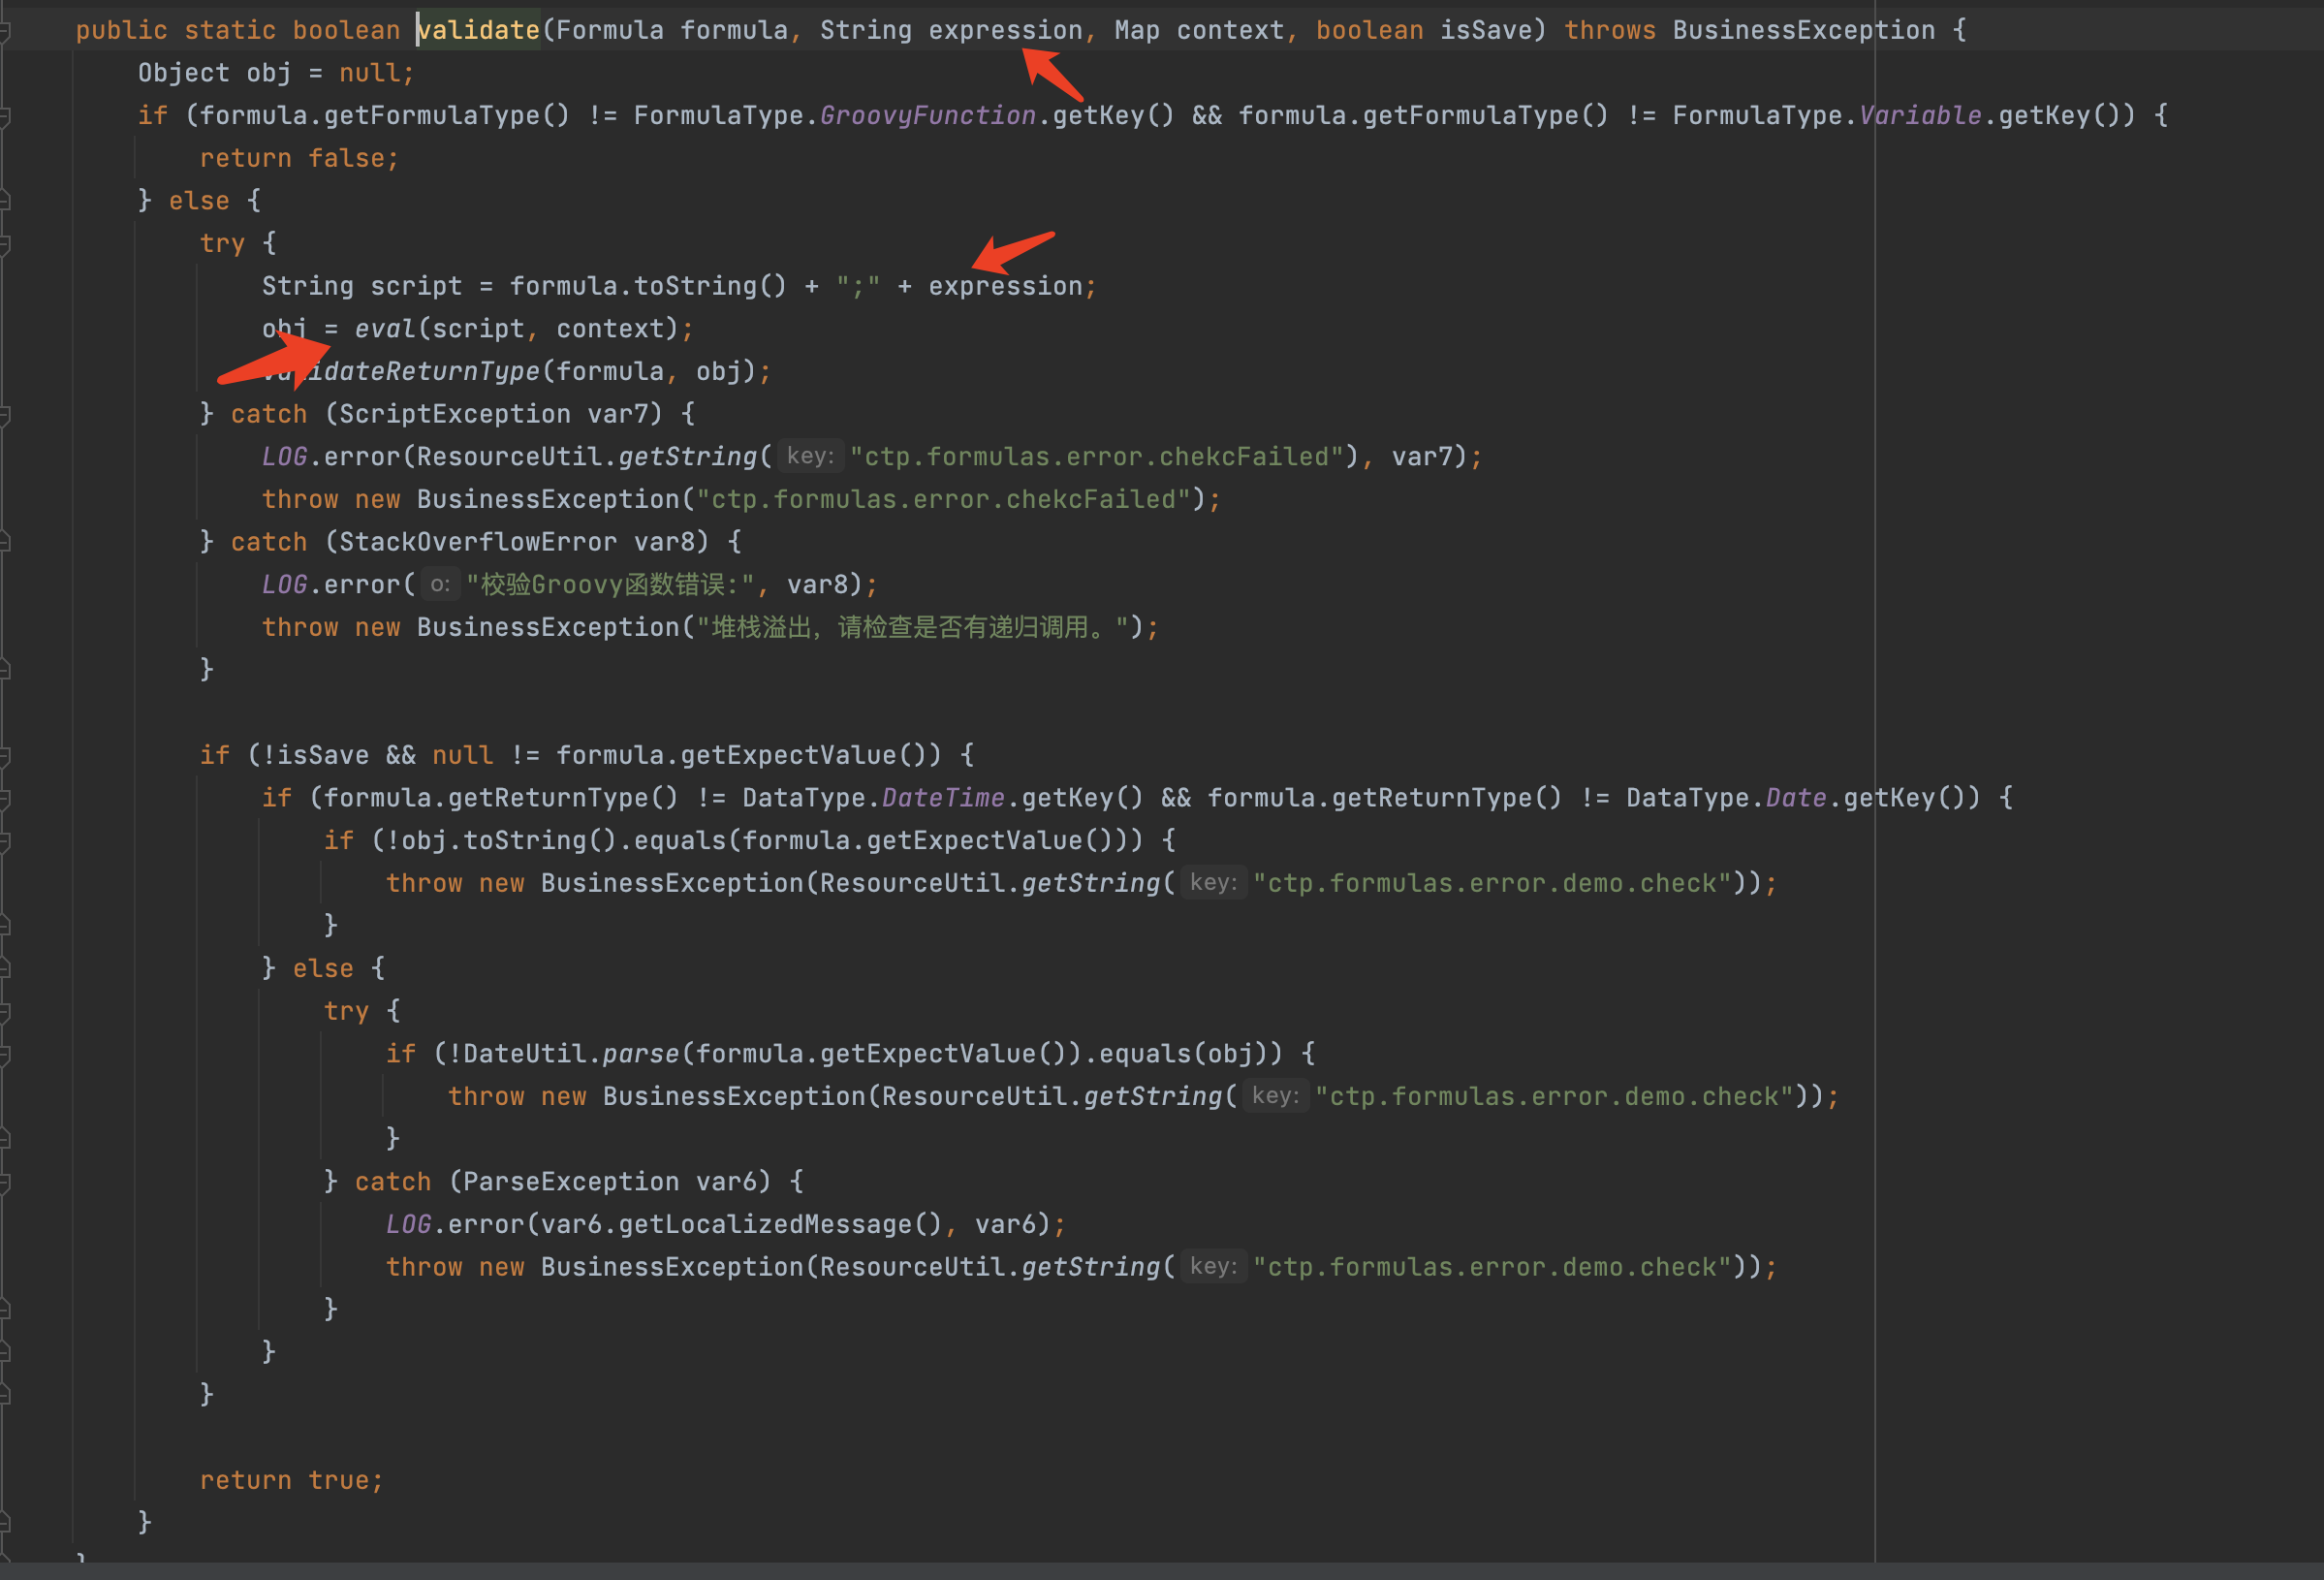 public static boolean validate(Formula formula, String expression, Map context, boolean isSave) throws BusinessException {
Object obj = null;
if (formula.getFormulaType() != FormulaType.GroovyFunction.getKey() && formula.getFormulaType() != FormulaType.Variable.getKey()) {
return false;
} else {
try {
String script = formula.toString() + ";" + expression;
obj = eval(script, context);
validateReturnType(formula, obj);
} catch (ScriptException var7) {
LOG.error(ResourceUtil.getString( key: "ctp.formulas.error.chekcFailed"), var7);
throw new BusinessException("ctp.formulas.error.chekcFailed");
} catch (StackOverflowError var8) {
LOG.error( o: "校验Groovy函数错误:", var8);
throw new BusinessException("堆栈溢出，请检查是否有递归调用。");
}
if (!isSave && null != formula.getExpectValue()) {
if (formula.getReturnType() != DataType.DateTime.getKey() && formula.getReturnType() != DataType.Date.getKey()) {
if (!obj.toString().equals(formula.getExpectValue())) {
throw new BusinessException(ResourceUtil.getString( key: "ctp.formulas.error.demo.check"));
}
} else {
try {
if (!DateUtil.parse(formula.getExpectValue()).equals(obj)) {
throw new BusinessException(ResourceUtil.getString( key: "ctp.formulas.error.demo.check"));
}
} catch (ParseException var6) {
LOG.error(var6.getLocalizedMessage(), var6);
throw new BusinessException(ResourceUtil.getString( key: "ctp.formulas.error.demo.check"));
}
}
}
return true;
}
}